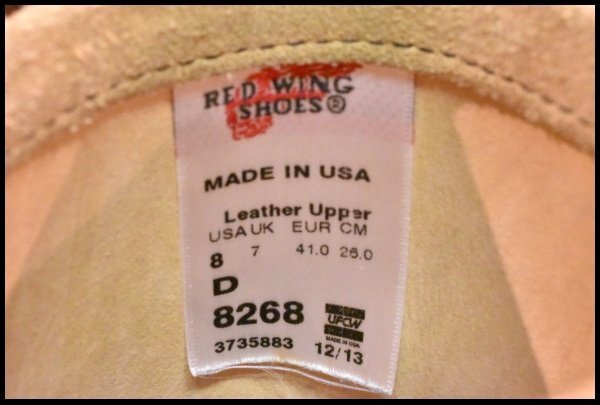 RED WING
SHOES®
MADE IN USA
Leather Upper
USA UK EUR CM
8 7 41.0 26.0
D
8268
UFCW
MADE IN USA
3735883 12/13